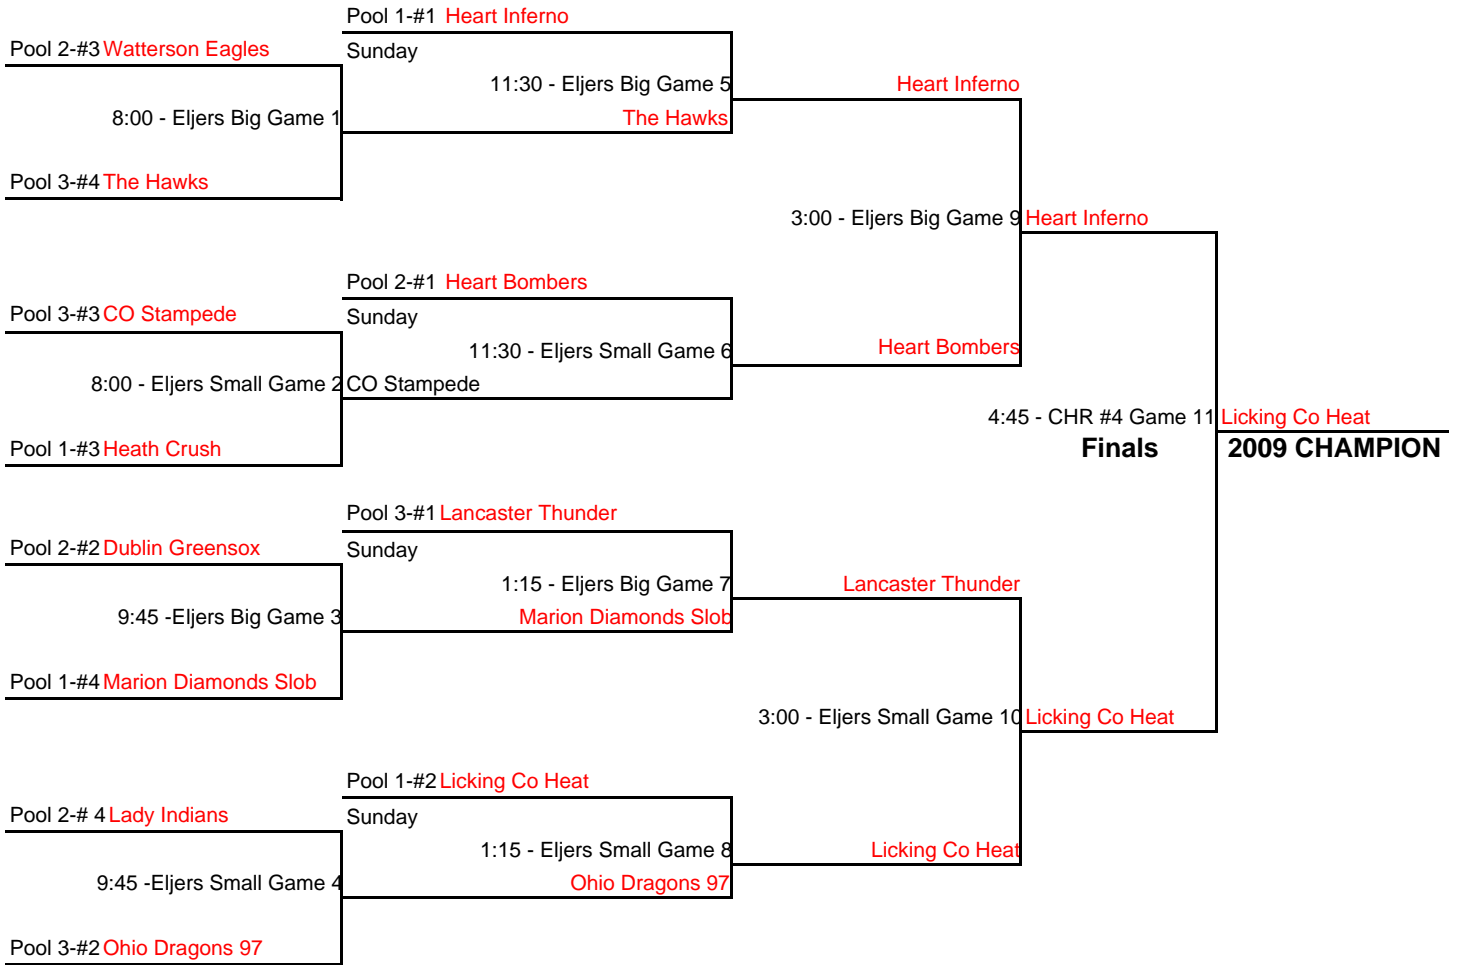 Pool 1-#1 Heart Inferno
Pool 2-#3 Watterson Eagles
Sunday
11:30 - Eljers Big Game 5
Heart Inferno
8:00 - Eljers Big Game 1
The Hawks
Pool 3-#4 The Hawks
3:00 - Eljers Big Game 9 Heart Inferno
Pool 2-#1 Heart Bombers
Pool 3-#3 CO Stampede
Sunday
11:30 - Eljers Small Game 6
Heart Bombers
8:00 - Eljers Small Game 2 CO Stampede
4:45 - CHR #4 Game 11 Licking Co Heat
Pool 1-#3 Heath Crush
Finals 2009 CHAMPION
Pool 3-#1 Lancaster Thunder
Pool 2-#2 Dublin Greensox
Sunday
1:15 - Eljers Big Game 7
Lancaster Thunder
9:45 -Eljers Big Game 3
Marion Diamonds Slob
Pool 1-#4 Marion Diamonds Slob
3:00 - Eljers Small Game 10 Licking Co Heat
Pool 1-#2 Licking Co Heat
Pool 2-# 4 Lady Indians
Sunday
1:15 - Eljers Small Game 8
Licking Co Heat
9:45 -Eljers Small Game 4
Ohio Dragons 97
Pool 3-#2 Ohio Dragons 97